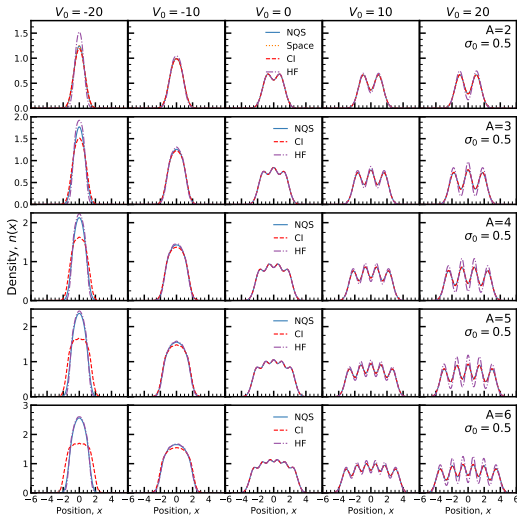 V₀ = −20 V₀ = −10 V₀ = 0 V₀ = 10 V₀ = 20
1.5
1.0
0.5
0.0
NQS
Space
CI
HF
A=2
σ₀ = 0.5
2.0
1.5
1.0
0.5
0.0
NQS
CI
HF
A=3
σ₀ = 0.5
Density, n(x)
2
1
0
NQS
CI
HF
A=4
σ₀ = 0.5
2
1
0
NQS
CI
HF
A=5
σ₀ = 0.5
3
2
1
0
NQS
CI
HF
A=6
σ₀ = 0.5
−6 −4 −2 0 2 4 −6 −4 −2 0 2 4 −6 −4 −2 0 2 4 −6 −4 −2 0 2 4 −6 −4 −2 0 2 4 6
Position, x Position, x Position, x Position, x Position, x